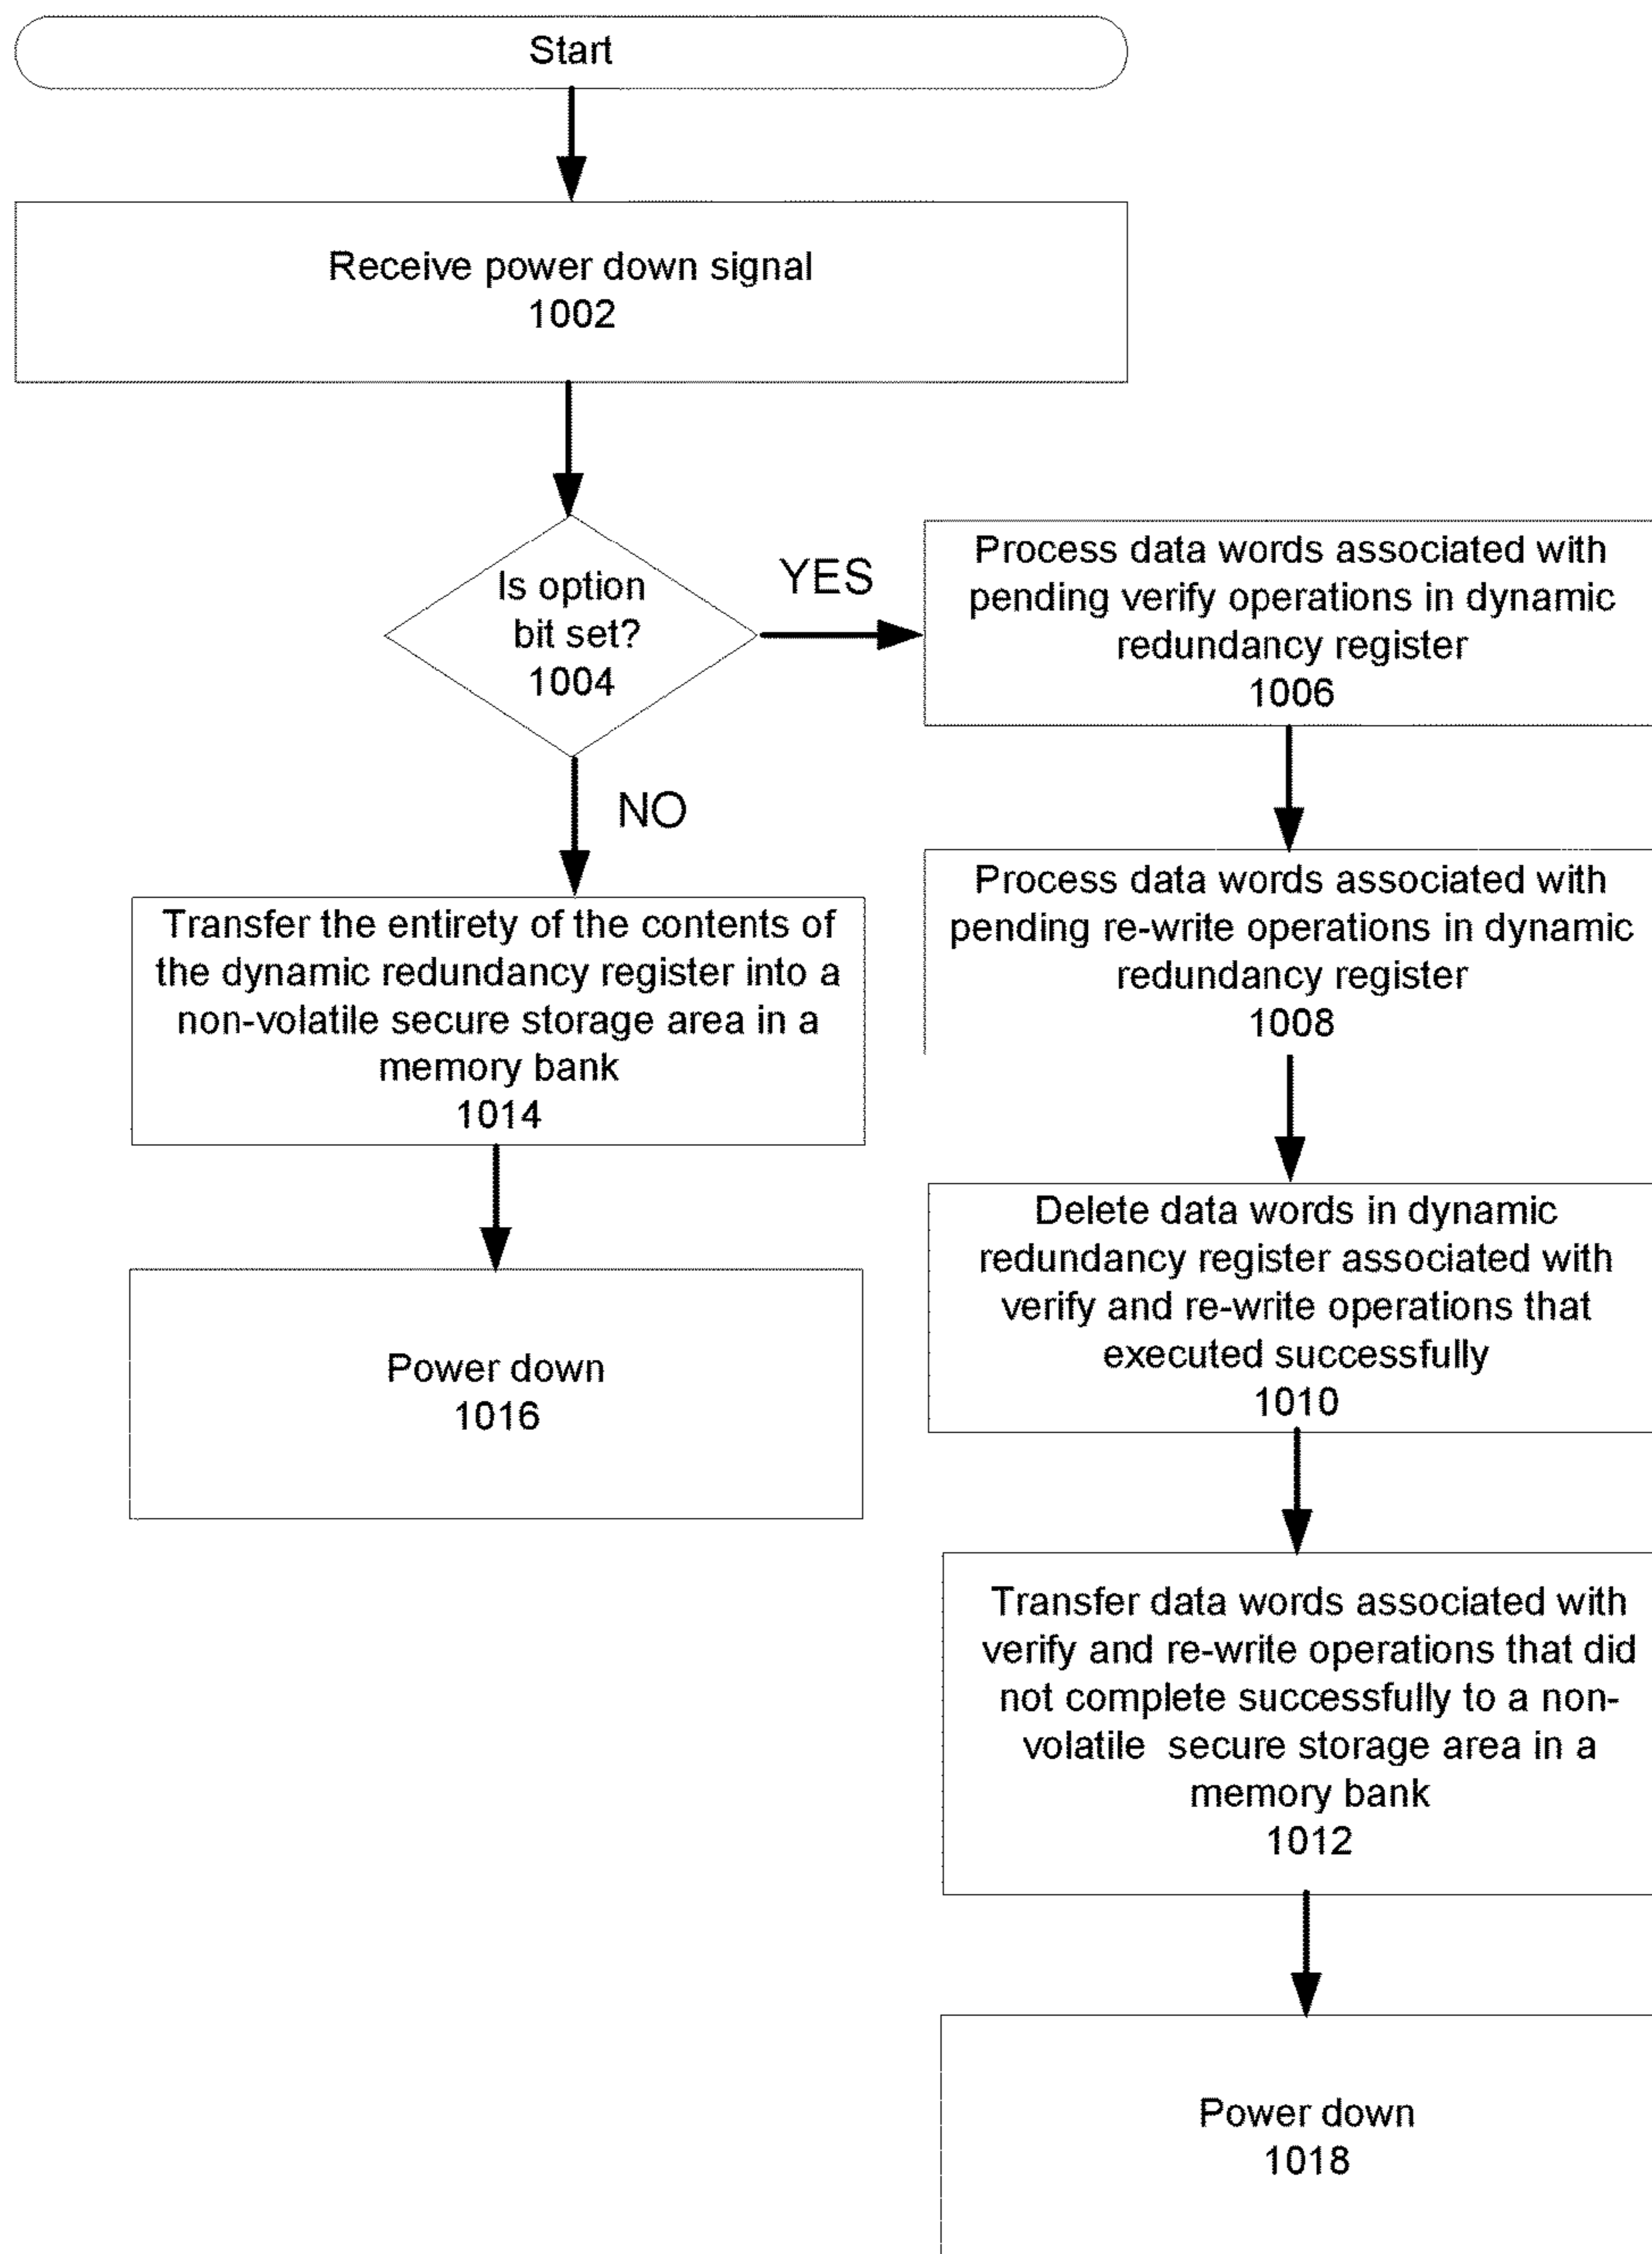 Start
Receive power down signal
1002
Is option
bit set?
1004
YES
NO
Process data words associated with
pending verify operations in dynamic
redundancy register
1006
Process data words associated with
pending re-write operations in dynamic
redundancy register
1008
Delete data words in dynamic
redundancy register associated with
verify and re-write operations that
executed successfully
1010
Transfer data words associated with
verify and re-write operations that did
not complete successfully to a non-
volatile secure storage area in a
memory bank
1012
Power down
1018
Transfer the entirety of the contents of
the dynamic redundancy register into a
non-volatile secure storage area in a
memory bank
1014
Power down
1016